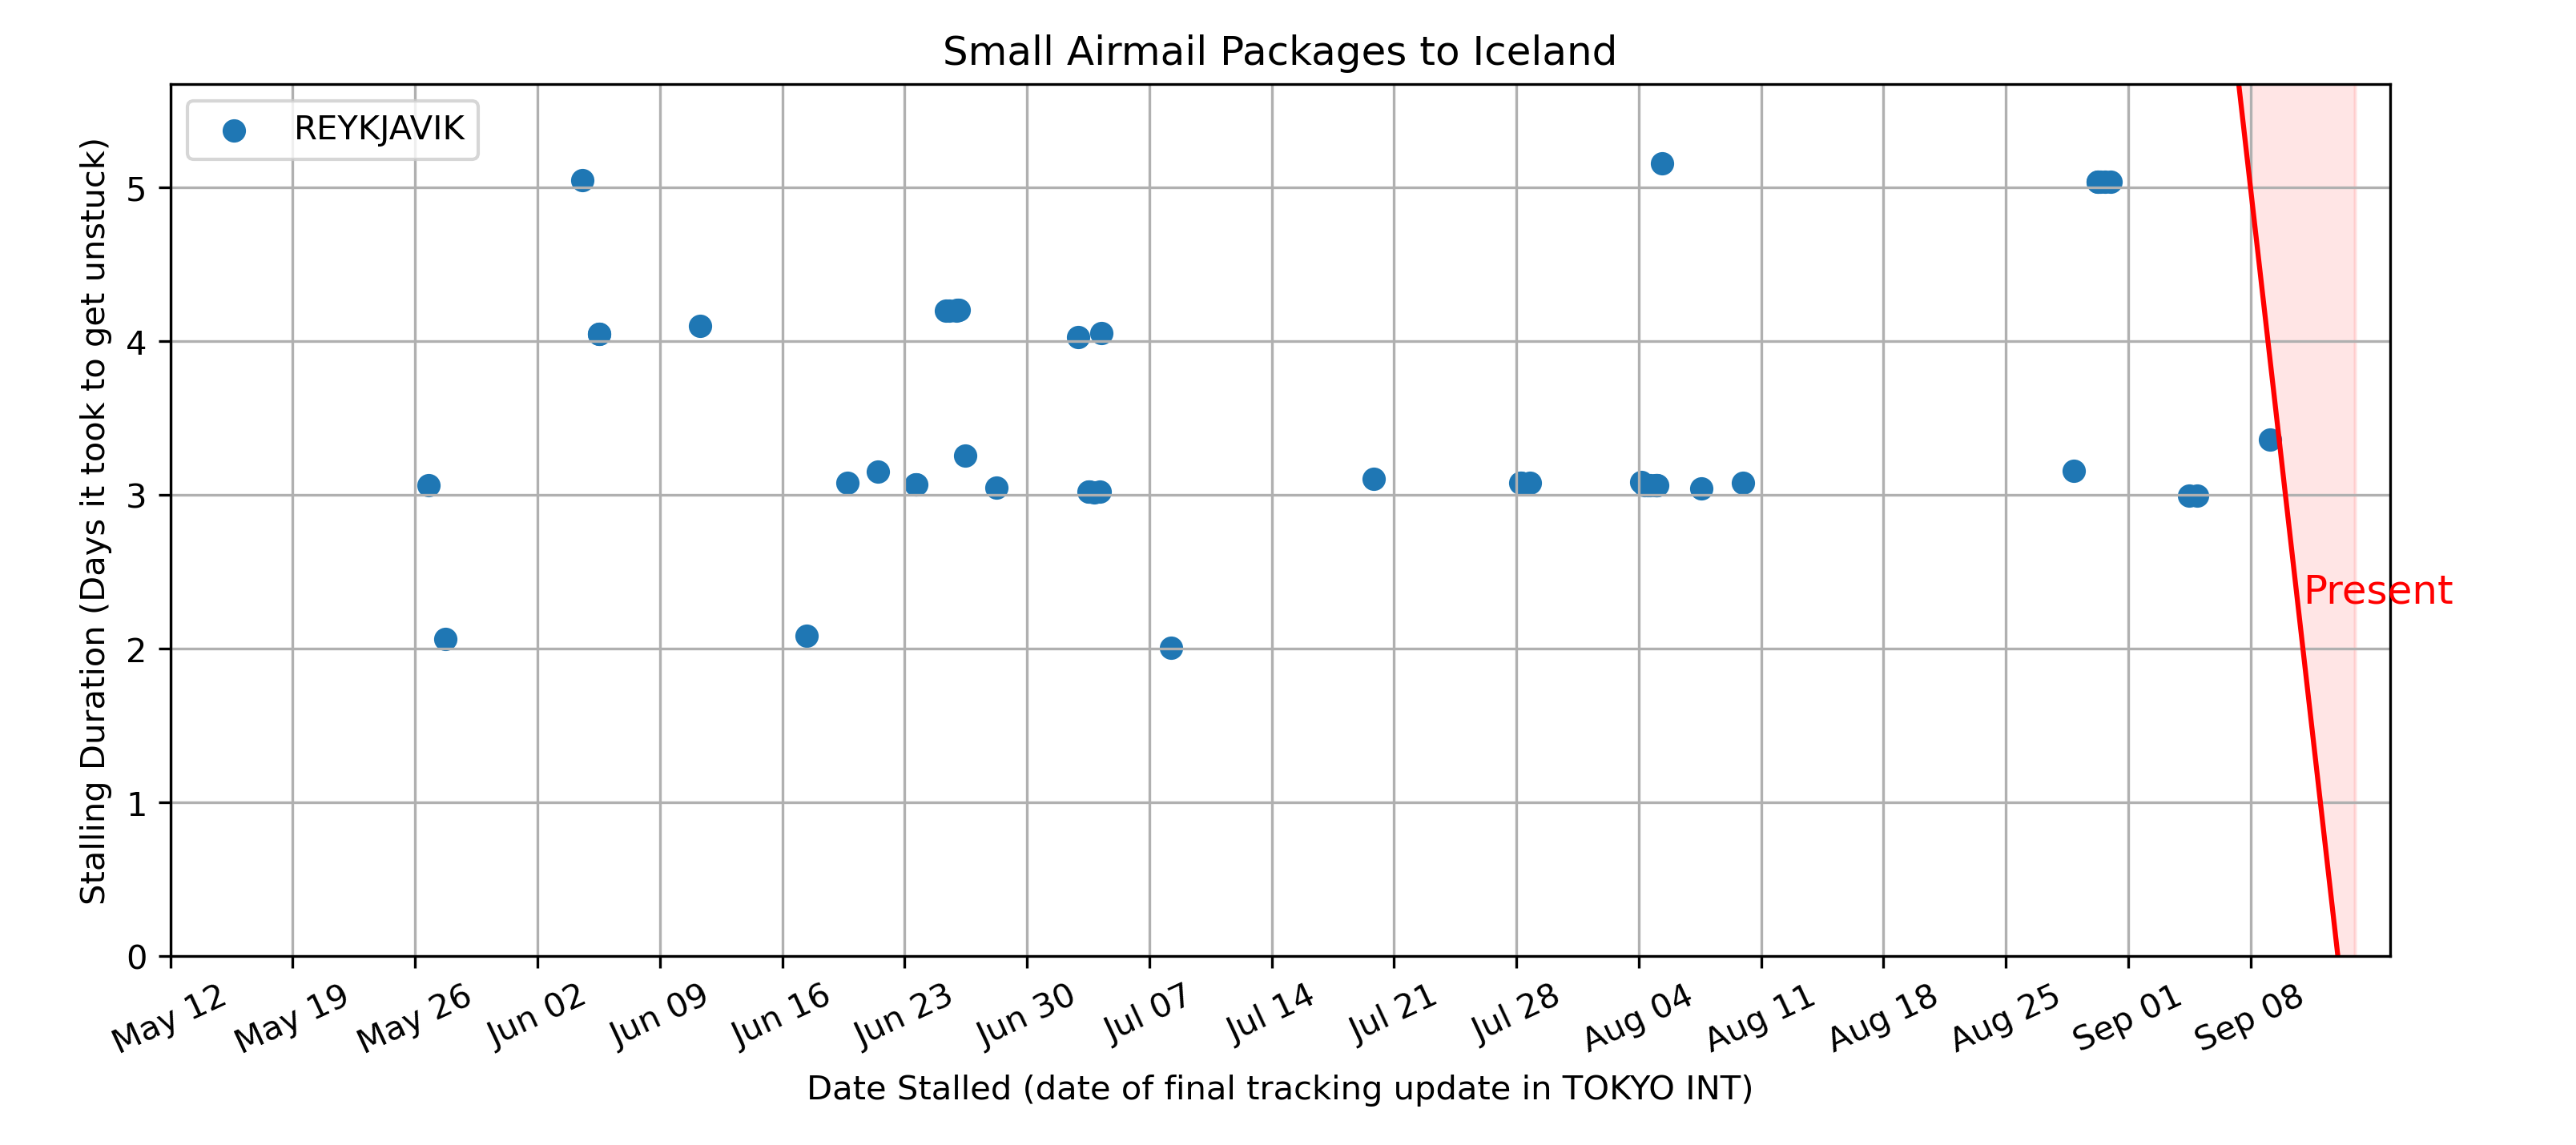 Small Airmail Packages to Iceland
REYKJAVIK
Stalling Duration (Days it took to get unstuck)
5
4
3
2
1
0
Present
May 12
May 19
May 26
Jun 02
Jun 09
Jun 16
Jun 23
Jun 30
Jul 07
Jul 14
Jul 21
Jul 28
Aug 04
Aug 11
Aug 18
Aug 25
Sep 01
Sep 08
Date Stalled (date of final tracking update in TOKYO INT)